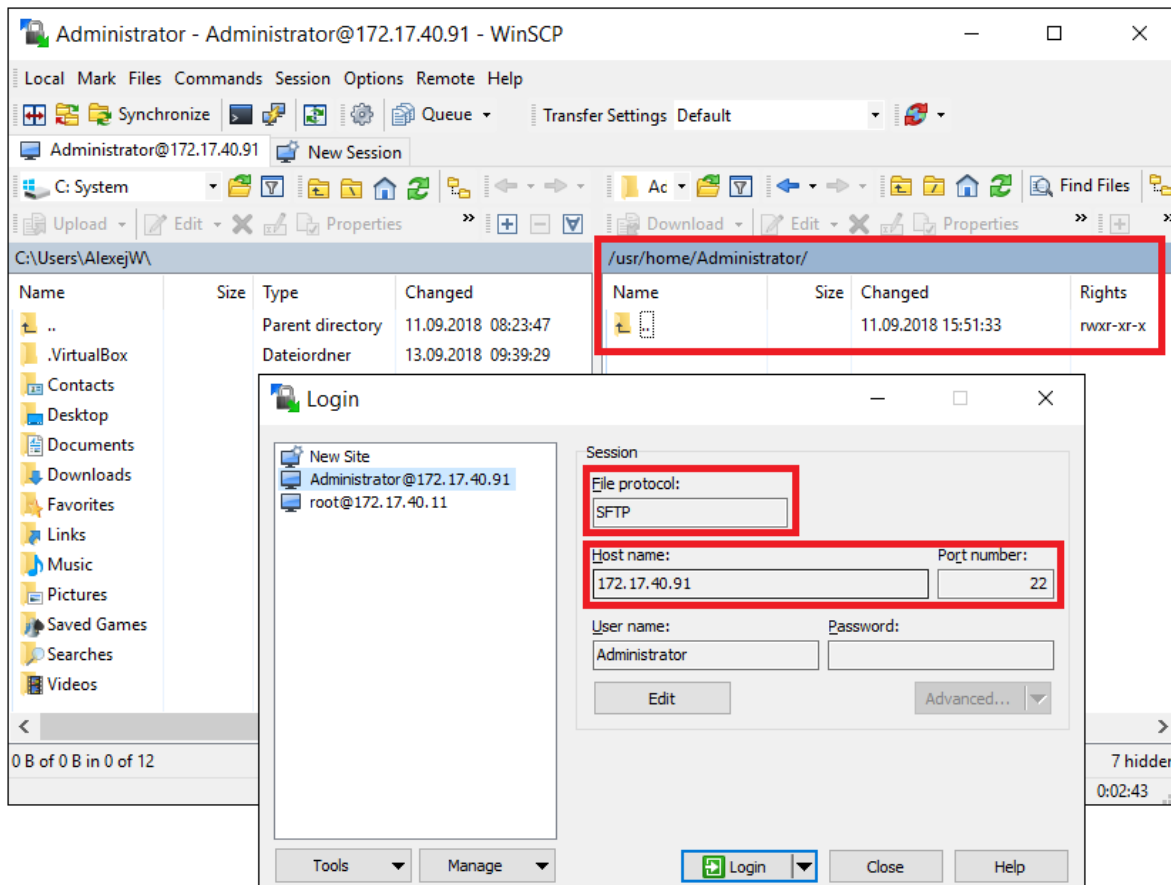 Administrator - Administrator@172.17.40.91 - WinSCP
Local Mark Files Commands Session Options Remote Help
Synchronize Queue Transfer Settings Default
Administrator@172.17.40.91 New Session
C: System Ac Find Files
Upload Edit Properties » Download Edit Properties » »
C:\Users\AlexejW\ /usr/home/Administrator/
Name Size Type Changed Name Size Changed Rights
.. Parent directory 11.09.2018 08:23:47 .. 11.09.2018 15:51:33 rwxr-xr-x
.VirtualBox Dateiordner 13.09.2018 09:39:29
Contacts
Desktop
Documents
Downloads
Favorites
Links
Music
Pictures
Saved Games
Searches
Videos
0 B of 0 B in 0 of 12 7 hidden
0:02:43
Login
New Site
Administrator@172.17.40.91
root@172.17.40.11
Session
File protocol:
SFTP
Host name: Port number:
172.17.40.91 22
User name: Password:
Administrator
Edit Advanced...
Tools Manage Login Close Help